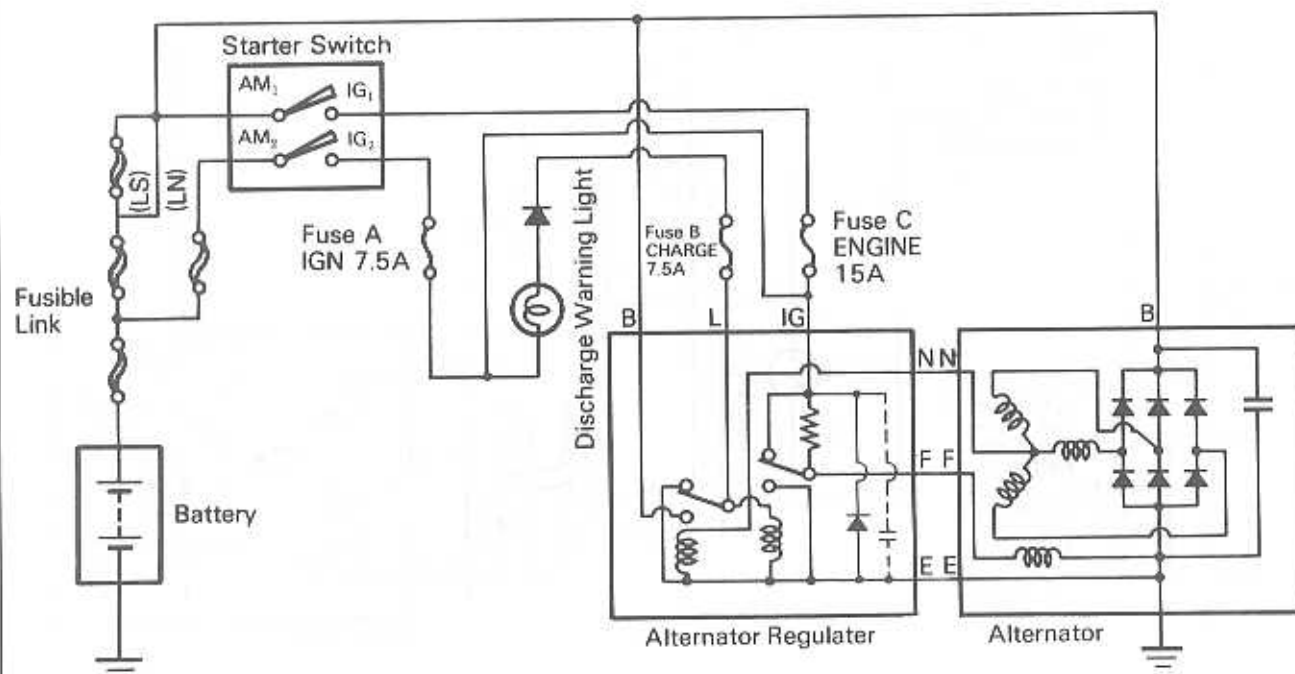 Starter Switch
AM₁ IG₁
AM₂ IG₂
(LS)
(LN)
Fusible
Link
Battery
Fuse A
IGN 7.5A
Discharge Warning Light
Fuse B
CHARGE
7.5A
Fuse C
ENGINE
15A
B L IG
B
N N
F F
E E
Alternator Regulater
Alternator